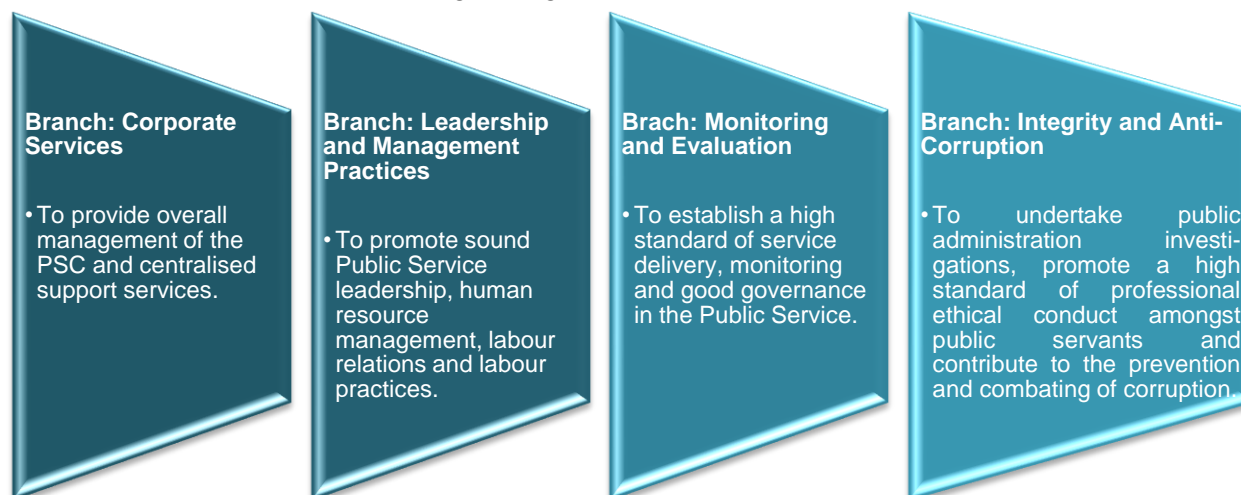 Branch: Corporate
Services
• To provide overall
management of the
PSC and centralised
support services.
Branch: Leadership
and Management
Practices
• To promote sound
Public Service
leadership, human
resource
management, labour
relations and labour
practices.
Brach: Monitoring
and Evaluation
• To establish a high
standard of service
delivery, monitoring
and good governance
in the Public Service.
Branch: Integrity and Anti-
Corruption
• To undertake public
administration investi-
gations, promote a high
standard of professional
ethical conduct amongst
public servants and
contribute to the prevention
and combating of corruption.